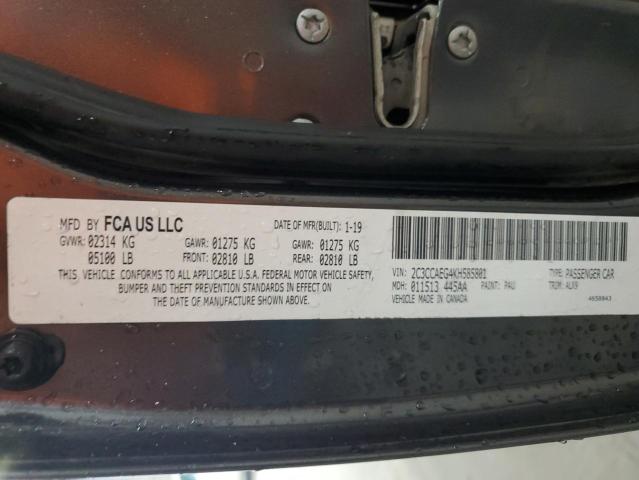 MFD BY FCA US LLC DATE OF MFR(BUILT): 1-19
GVWR: 02314 KG GAWR: 01275 KG GAWR: 01275 KG
05100 LB FRONT: 02810 LB REAR: 02810 LB
THIS VEHICLE CONFORMS TO ALL APPLICABLE U.S.A. FEDERAL MOTOR VEHICLE SAFETY,
BUMPER AND THEFT PREVENTION STANDARDS IN EFFECT ON
THE DATE OF MANUFACTURE SHOWN ABOVE.
VIN: 2C3CCAEG4KH585801 TYPE: PASSENGER CAR
MDH: 011513 445AA PAINT: PAU TRIM: ALX9
VEHICLE MADE IN CANADA 4658843